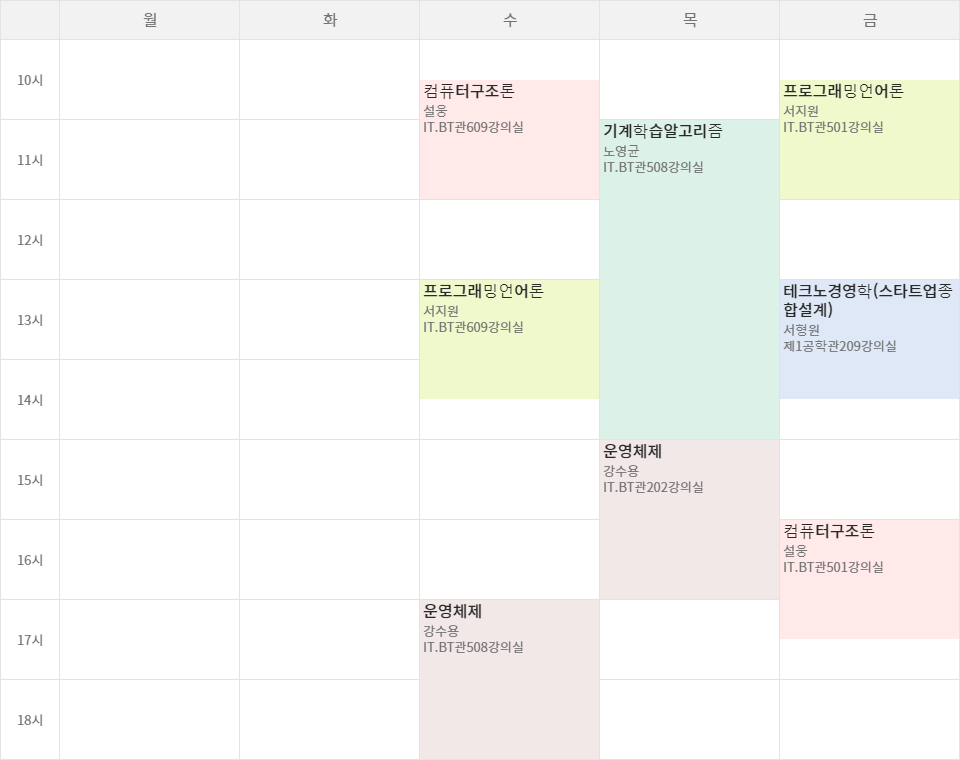 월 화 수 목 금
10시
컴퓨터구조론
설웅
IT.BT관609강의실
프로그래밍언어론
서지원
IT.BT관501강의실
11시
기계학습알고리즘
노영균
IT.BT관508강의실
12시
13시
프로그래밍언어론
서지원
IT.BT관609강의실
테크노경영학(스타트업종
합설계)
서형원
제1공학관209강의실
14시
15시
운영체제
강수용
IT.BT관202강의실
16시
컴퓨터구조론
설웅
IT.BT관501강의실
17시
운영체제
강수용
IT.BT관508강의실
18시